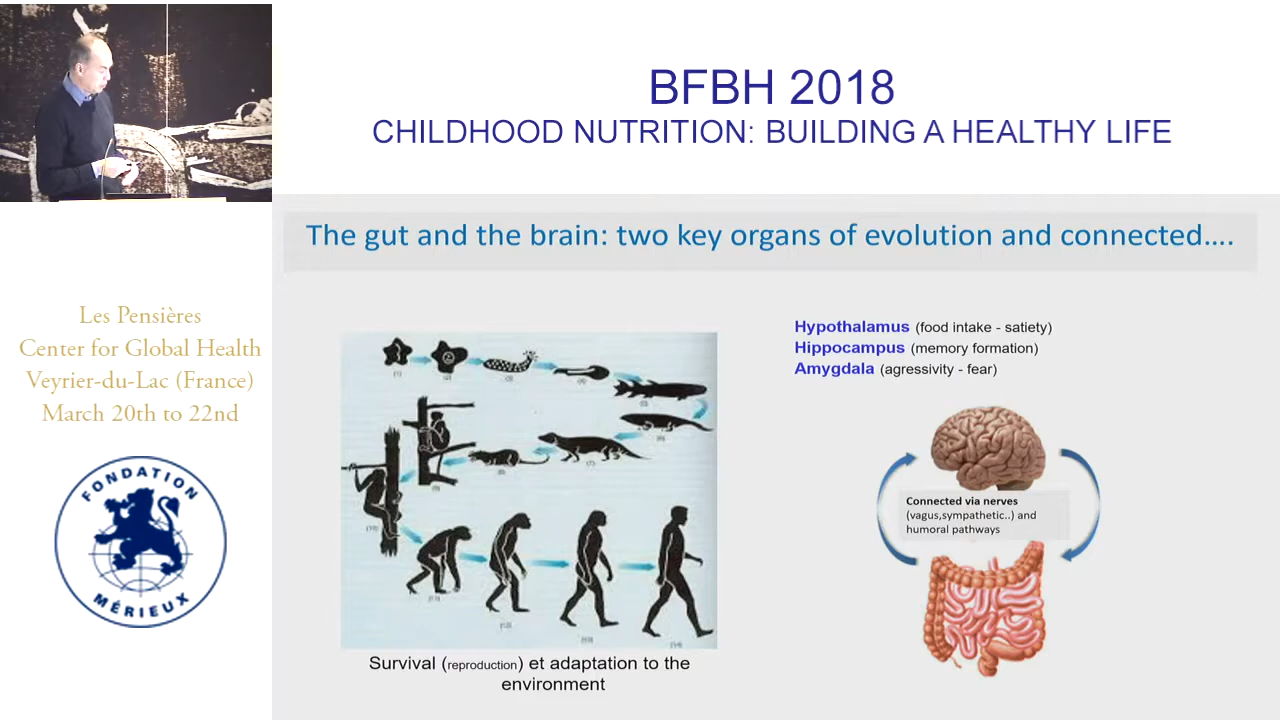 BFBH 2018
CHILDHOOD NUTRITION: BUILDING A HEALTHY LIFE
The gut and the brain: two key organs of evolution and connected....
Les Pensières
Center for Global Health
Veyrier-du-Lac (France)
March 20th to 22nd
FONDATION
MÉRIEUX
Survival (reproduction) et adaptation to the
environment
Hypothalamus (food intake - satiety)
Hippocampus (memory formation)
Amygdala (agressivity - fear)
Connected via nerves
(vagus,sympathetic..) and
humoral pathways